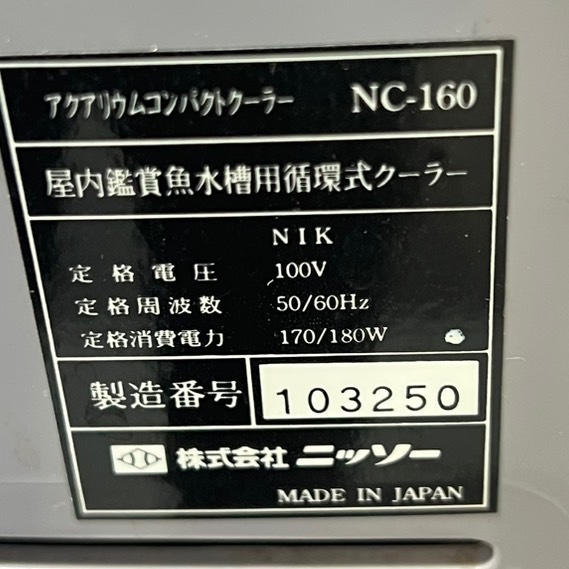 アクアリウムコンパクトクーラー NC-160
屋内鑑賞魚水槽用循環式クーラー
NIK
定格電圧 100V
定格周波数 50/60Hz
定格消費電力 170/180W
製造番号 103250
株式会社 ニッソー
MADE IN JAPAN